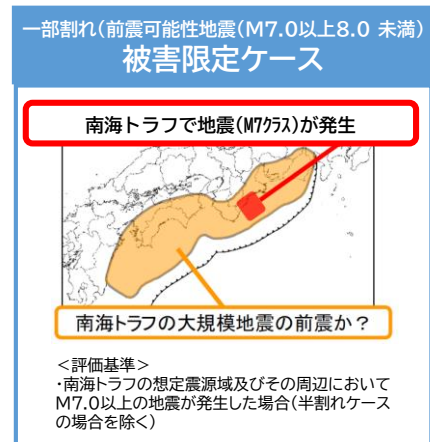 一部割れ(前震可能性地震(M7.0以上8.0 未満)
被害限定ケース
南海トラフで地震(M7クラス)が発生
南海トラフの大規模地震の前震か？
＜評価基準＞
・南海トラフの想定震源域及びその周辺において
M7.0以上の地震が発生した場合(半割れケース
の場合を除く)